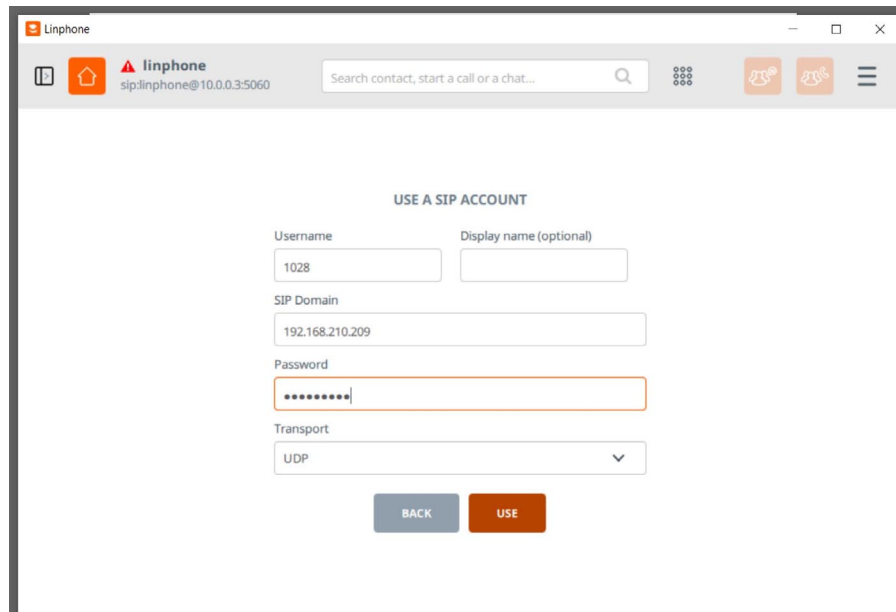 Linphone
linphone
sip:linphone@10.0.0.3:5060
Search contact, start a call or a chat...
USE A SIP ACCOUNT
Username Display name (optional)
1028
SIP Domain
192.168.210.209
Password
•••••••••
Transport
UDP
BACK USE